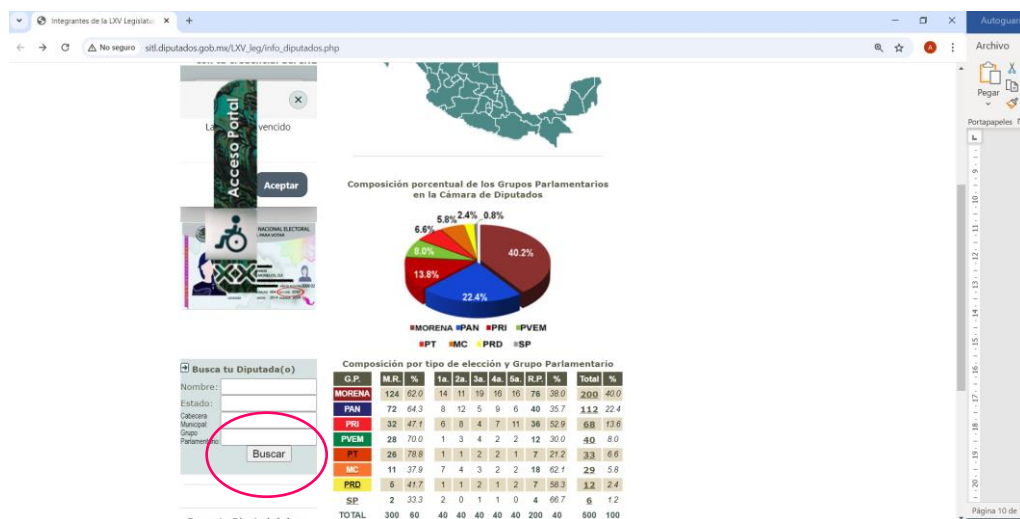 Integrantes de la LXV Legislatu
Autoguar
No seguro
sitl.diputados.gob.mx/LXV_leg/info_diputados.php
A
Archivo
Pegar
Portapapeles
La
vencido
Acceso Portal
Aceptar
NACIONAL ELECTORAL
PARA VOTAR
Composición porcentual de los Grupos Parlamentarios
en la Cámara de Diputados
5.8% 2.4% 0.8%
6.6%
8.0%
40.2%
13.8%
22.4%
MORENA PAN PRI PVEM
PT MC PRD SP
Busca tu Diputada(o)
Nombre:
Estado:
Cabecera
Municipal:
Grupo
Parlamentario:
Buscar
Composición por tipo de elección y Grupo Parlamentario
G.P. M.R. % 1a. 2a. 3a. 4a. 5a. R.P. % Total %
MORENA 124 62.0 14 11 19 16 16 76 38.0 200 40.0
PAN 72 64.3 8 12 5 9 6 40 35.7 112 22.4
PRI 32 47.1 6 8 4 7 11 36 52.9 68 13.6
PVEM 28 70.0 1 3 4 2 2 12 30.0 40 8.0
PT 26 78.8 1 1 2 2 1 7 21.2 33 6.6
MC 11 37.9 7 4 3 2 2 18 62.1 29 5.8
PRD 5 41.7 1 1 2 1 2 7 58.3 12 2.4
SP 2 33.3 2 0 1 1 0 4 66.7 6 1.2
TOTAL 300 60 40 40 40 40 40 200 40 500 100
Página 10 de